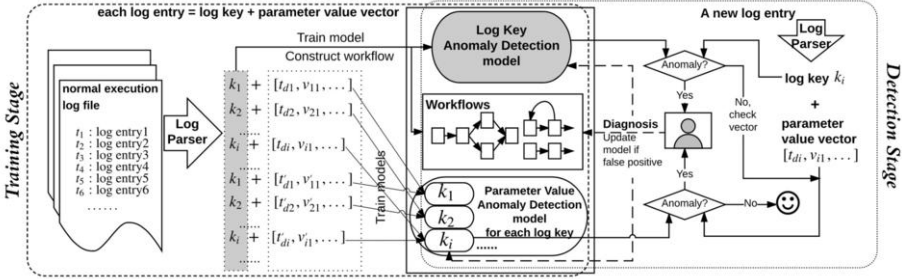 each log entry = log key + parameter value vector
Training Stage
normal execution
log file
t1 : log entry1
t2 : log entry2
t3 : log entry3
t4 : log entry4
t5 : log entry5
t6 : log entry6
......
Log
Parser
Train model
Construct workflow
k1 + [td1, v11, . . . ]
k2 + [td2, v21, . . . ]
......
ki + [tdi, vi1, . . . ]
......
k1 + [t'd1, v'11, . . . ]
k2 + [t'd2, v'21, . . . ]
......
ki + [t'di, v'i1, . . . ]
......
Train models
Log Key
Anomaly Detection
model
Workflows
k1
k2
ki
......
Parameter Value
Anomaly Detection
model
for each log key
Diagnosis
Update
model if
false positive
Anomaly?
Yes
No,
check
vector
Yes
Anomaly?
No
A new log entry
Log
Parser
log key ki
+
parameter
value vector
[tdi, vi1, . . . ]
Detection Stage